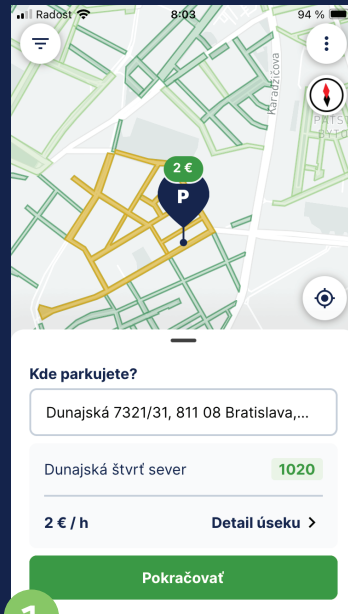 Radosť
8:03
94 %
Karadžičova
2 €
P
Kde parkujete?
Dunajská 7321/31, 811 08 Bratislava,...
Dunajská štvrť sever
1020
2 € / h
Detail úseku >
Pokračovať
1